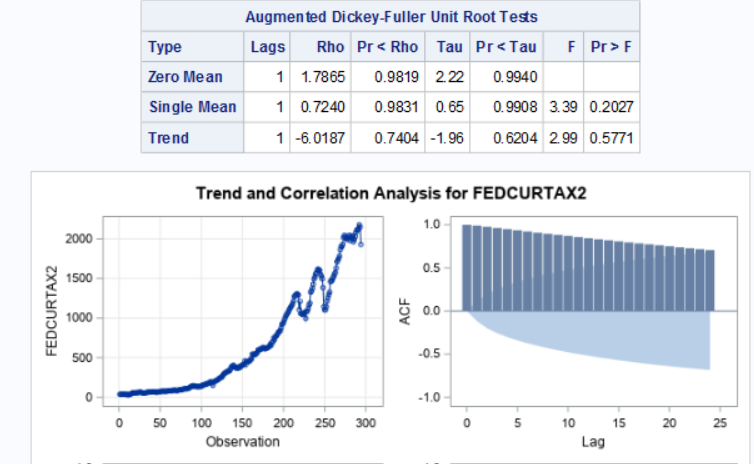 Augmented Dickey-Fuller Unit Root Tests
Type Lags Rho Pr < Rho Tau Pr < Tau F Pr > F
Zero Mean 1 1.7865 0.9819 2.22 0.9940
Single Mean 1 0.7240 0.9831 0.65 0.9908 3.39 0.2027
Trend 1 -6.0187 0.7404 -1.96 0.6204 2.99 0.5771
Trend and Correlation Analysis for FEDCURTAX2
FEDCURTAX2
2000
1500
1000
500
0
0 50 100 150 200 250 300
Observation
ACF
1.0
0.5
0.0
-0.5
-1.0
0 5 10 15 20 25
Lag